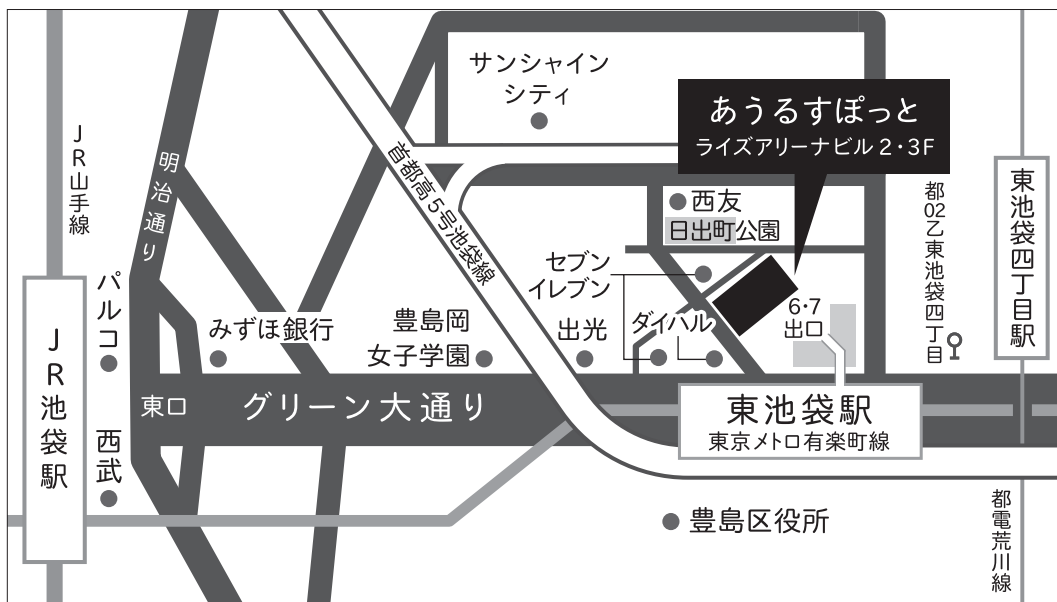 サンシャイン
シティ
あうるすぽっと
ライズアリーナビル2・3F
JR山手線
明治通り
首都高5号池袋線
西友
日出町公園
都02乙東池袋四丁目
東池袋四丁目駅
セブン
イレブン
パルコ
JR池袋駅
みずほ銀行
豊島岡
女子学園
出光
ダイハル
6・7
出口
東口
グリーン大通り
東池袋駅
東京メトロ有楽町線
西武
豊島区役所
都電荒川線